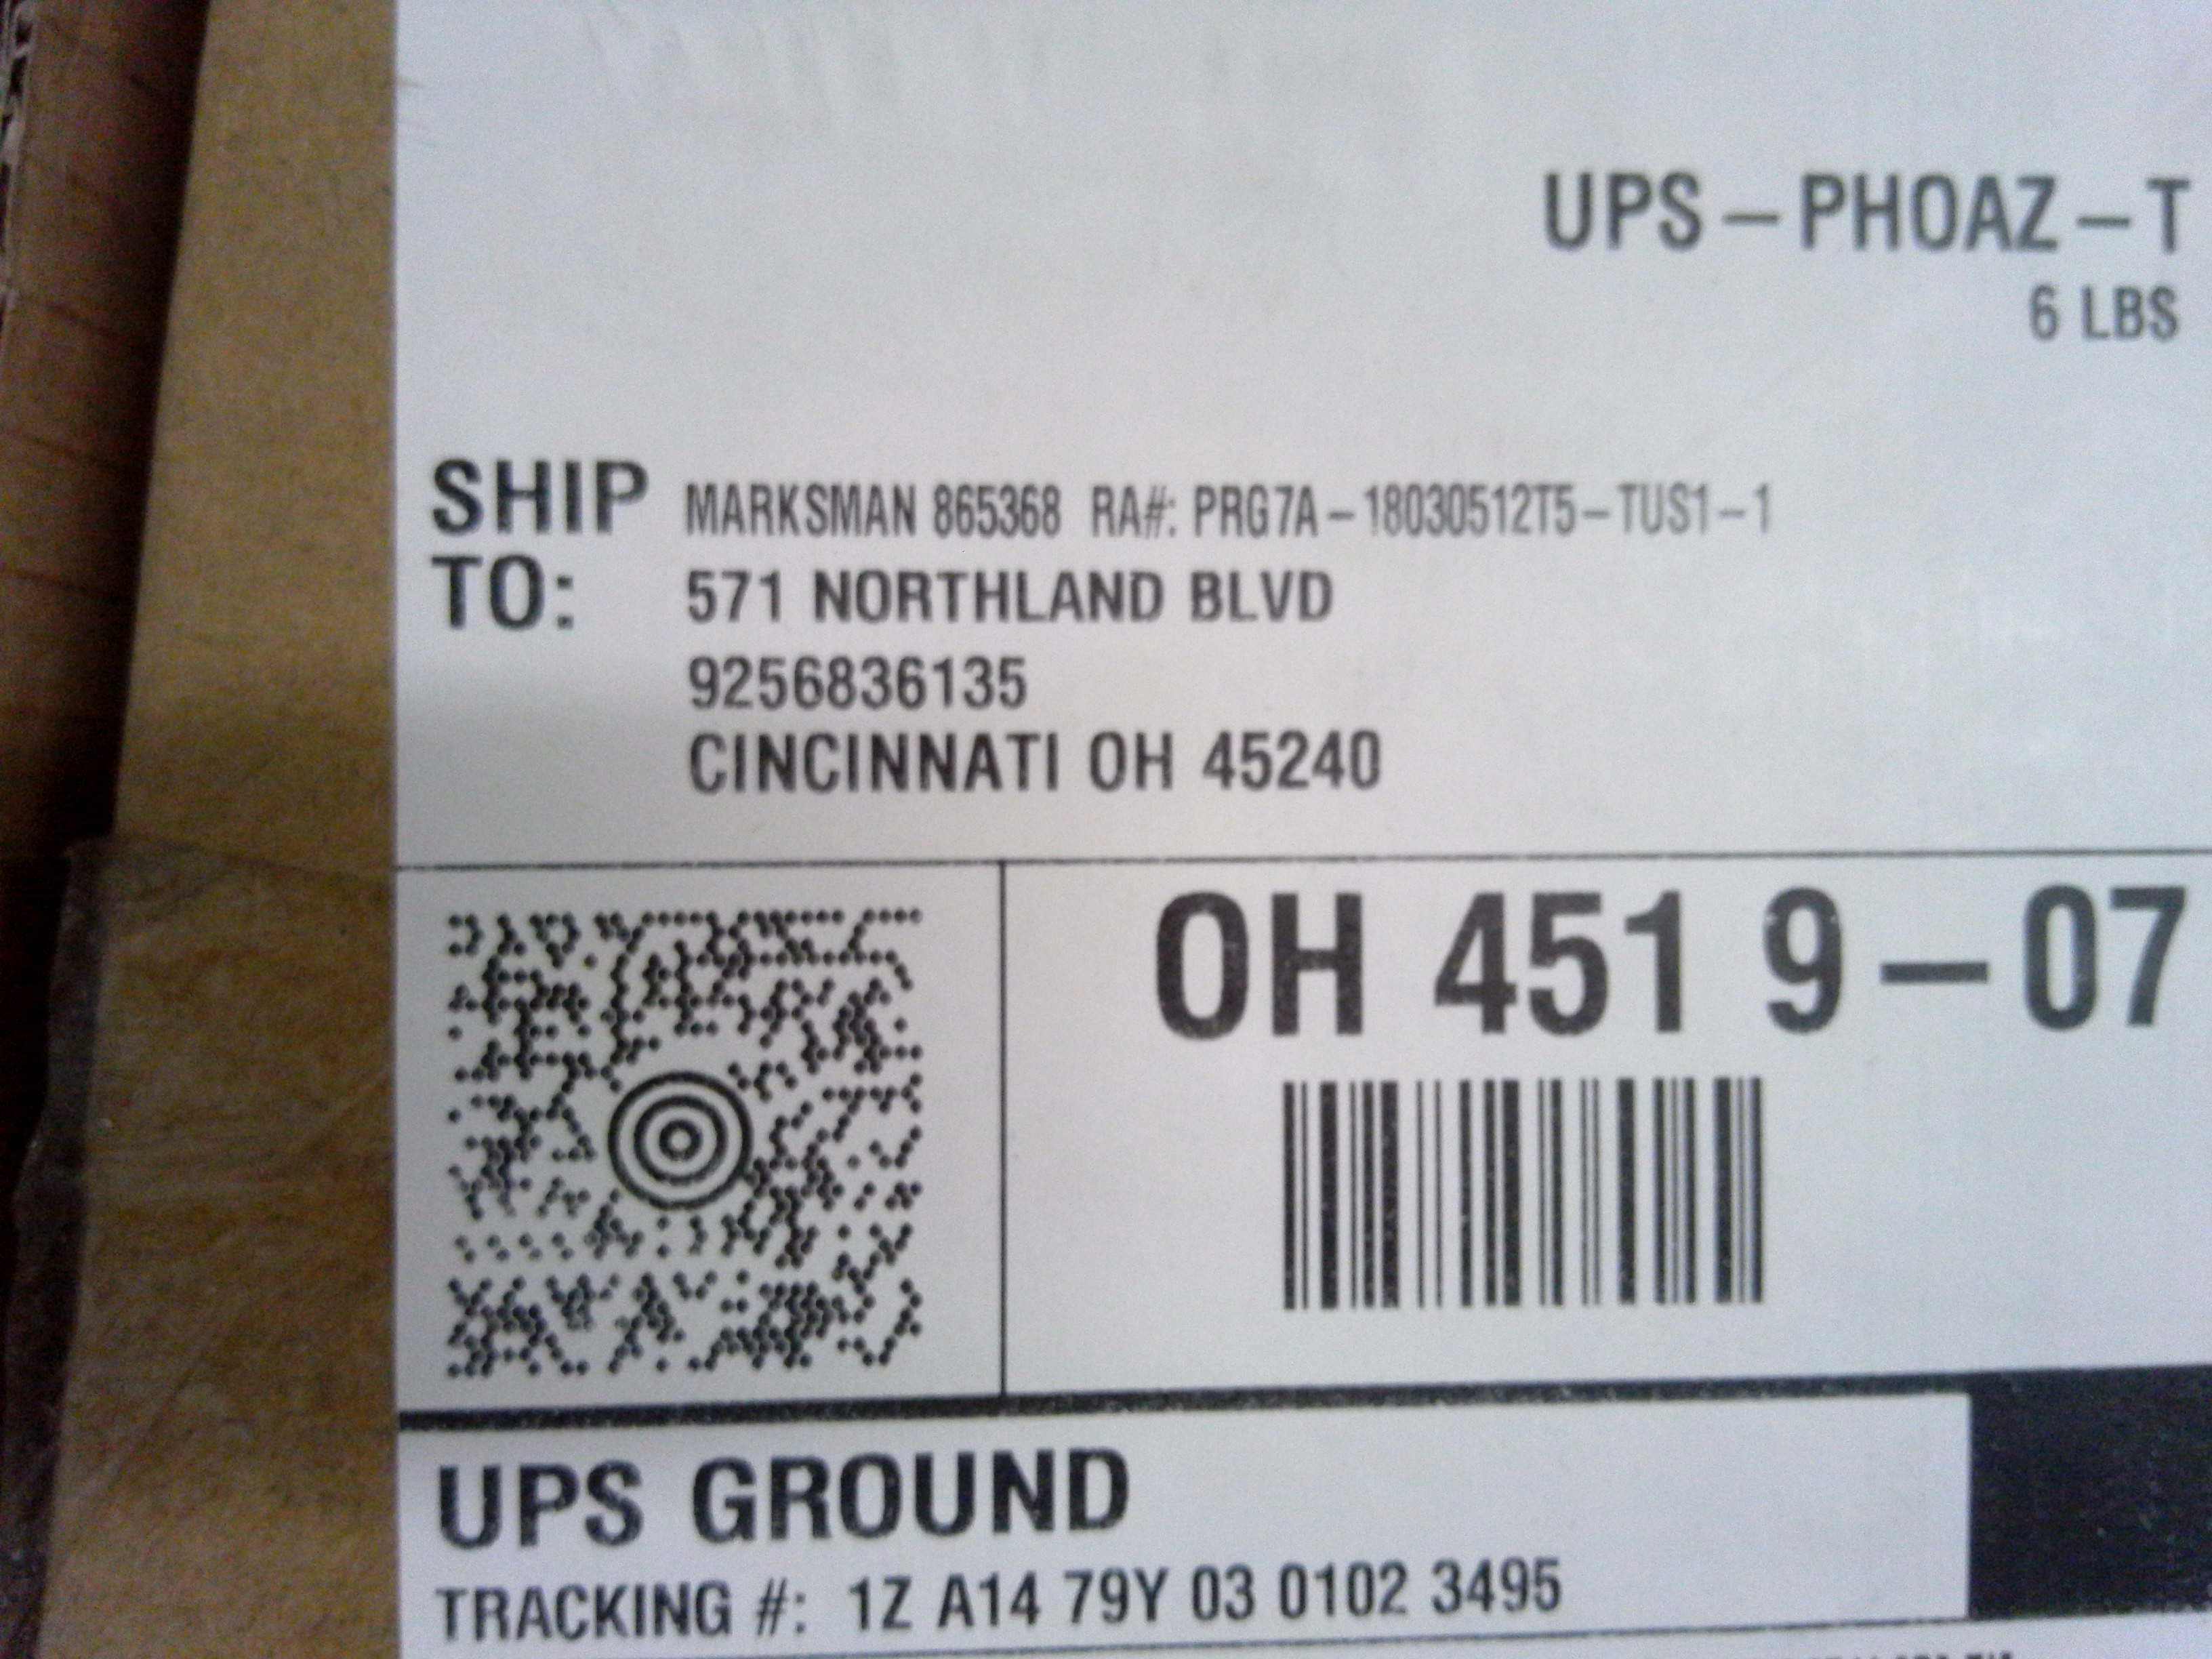 UPS-PHOAZ-T
6 LBS
SHIP TO: MARKSMAN 865368 RA#: PRG7A-18030512T5-TUS1-1
571 NORTHLAND BLVD
9256836135
CINCINNATI OH 45240
OH 451 9-07
UPS GROUND
TRACKING #: 1Z A14 79Y 03 0102 3495